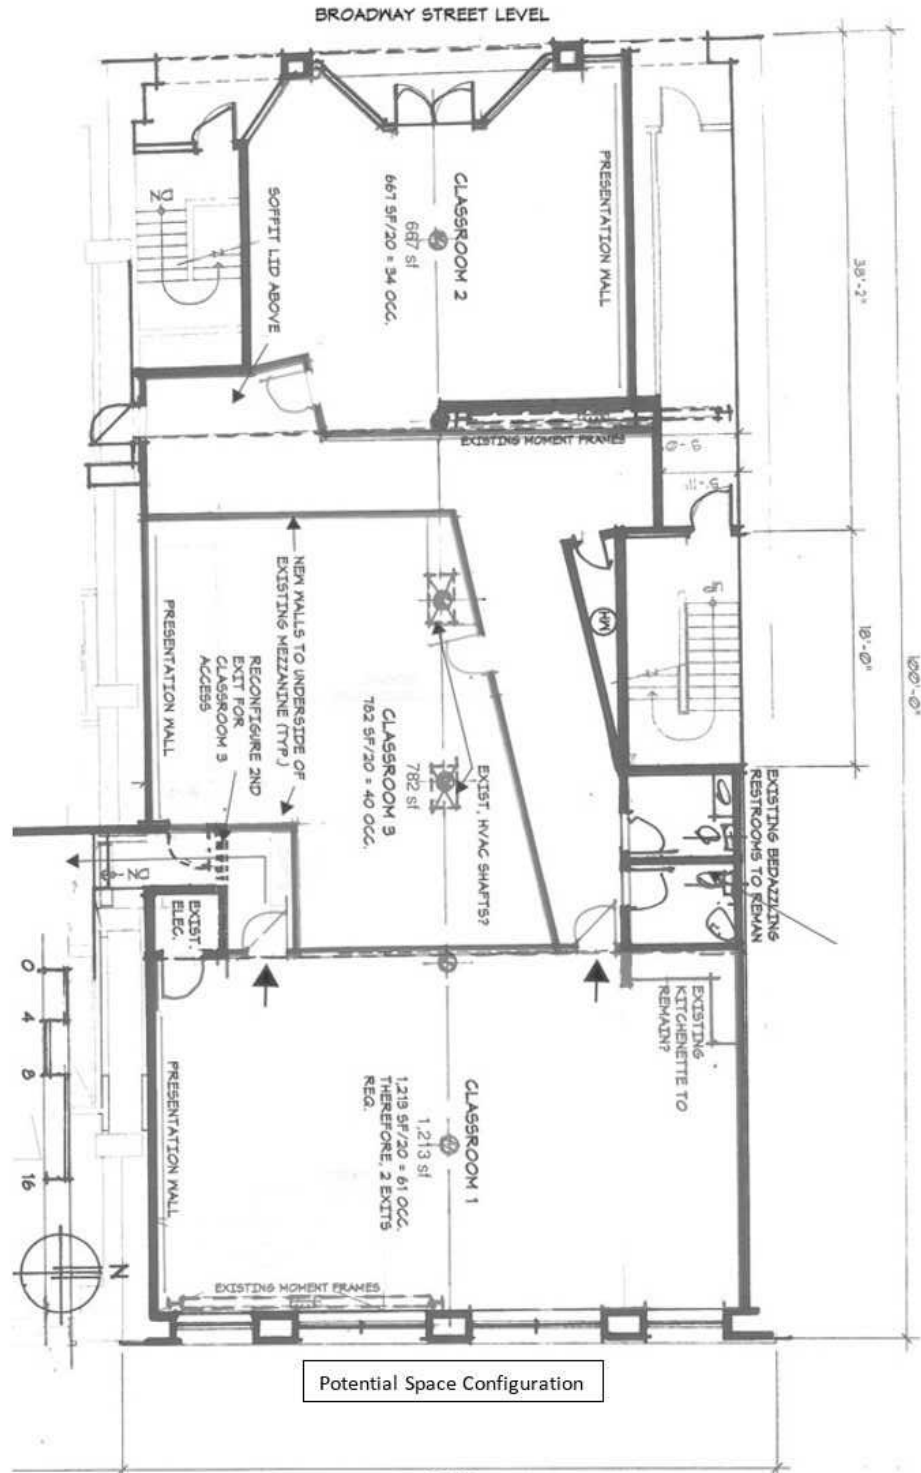 BROADWAY STREET LEVEL
PRESENTATION WALL
CLASSROOM 2
667 sf
667 SF/20 = 34 OCC.
SOFFIT LID ABOVE
DN
38'-2"
EXISTING MOMENT FRAMES
18'-0"
100'-0"
HW
NEW WALLS TO UNDERSIDE OF
EXISTING MEZZANINE (TYP.)
RECONFIGURE 2ND
EXIT FOR
CLASSROOM 3
ACCESS
PRESENTATION WALL
CLASSROOM 3
782 sf
782 SF/20 = 40 OCC.
EXIST. HVAC SHAFTS?
EXISTING BEDAZZLING
RESTROOMS TO REMAN
DN
EXIST.
ELEC.
EXISTING
KITCHENETTE TO
REMAIN?
CLASSROOM 1
1,213 sf
1,213 SF/20 = 61 OCC.
THEREFORE, 2 EXITS
REQ.
PRESENTATION WALL
EXISTING MOMENT FRAMES
0 4 8 16
N
Potential Space Configuration